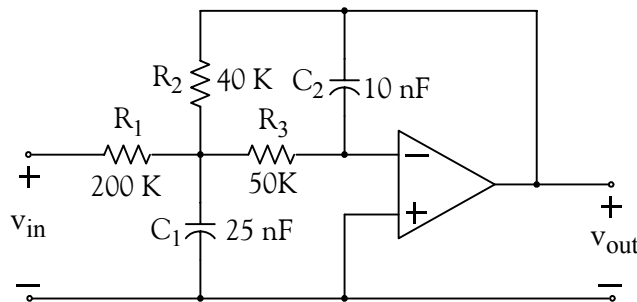 R2 40 K C2 10 nF
R1 R3
+ 200 K 50K − +
vin C1 25 nF + vout
− −